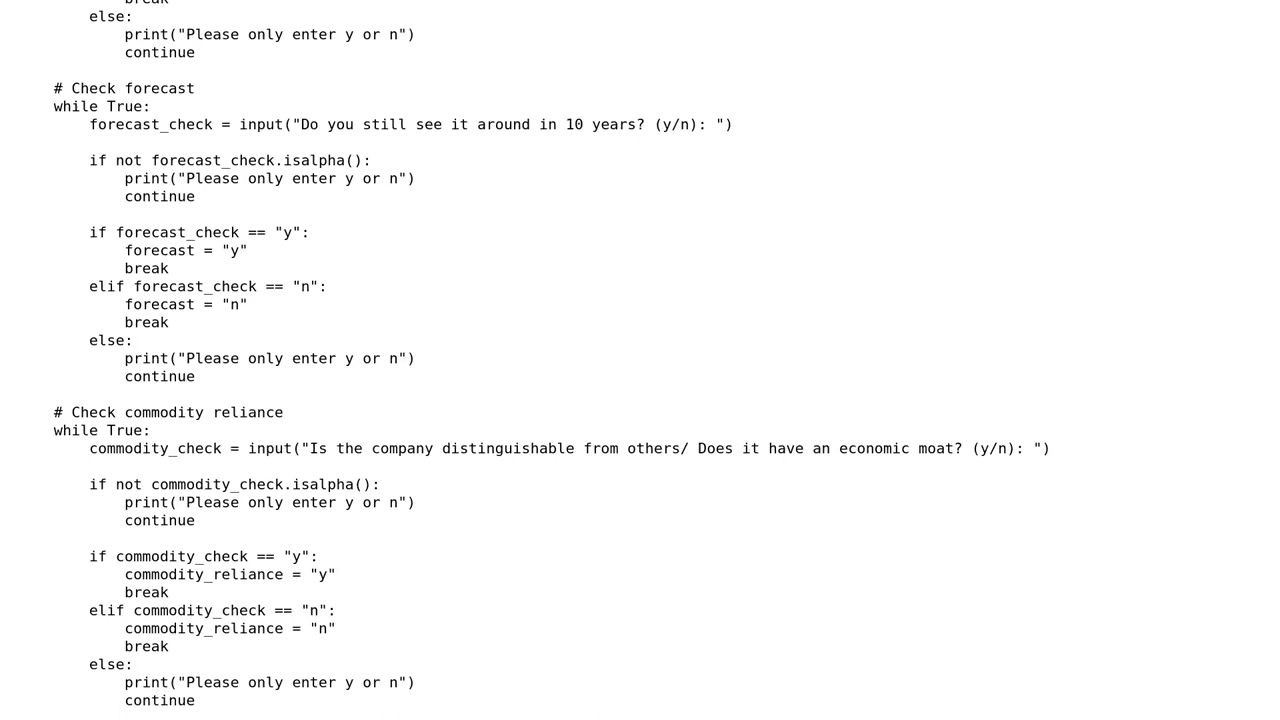 break
    else:
        print("Please only enter y or n")
        continue

# Check forecast
while True:
    forecast_check = input("Do you still see it around in 10 years? (y/n): ")

    if not forecast_check.isalpha():
        print("Please only enter y or n")
        continue

    if forecast_check == "y":
        forecast = "y"
        break
    elif forecast_check == "n":
        forecast = "n"
        break
    else:
        print("Please only enter y or n")
        continue

# Check commodity reliance
while True:
    commodity_check = input("Is the company distinguishable from others/ Does it have an economic moat? (y/n): ")

    if not commodity_check.isalpha():
        print("Please only enter y or n")
        continue

    if commodity_check == "y":
        commodity_reliance = "y"
        break
    elif commodity_check == "n":
        commodity_reliance = "n"
        break
    else:
        print("Please only enter y or n")
        continue